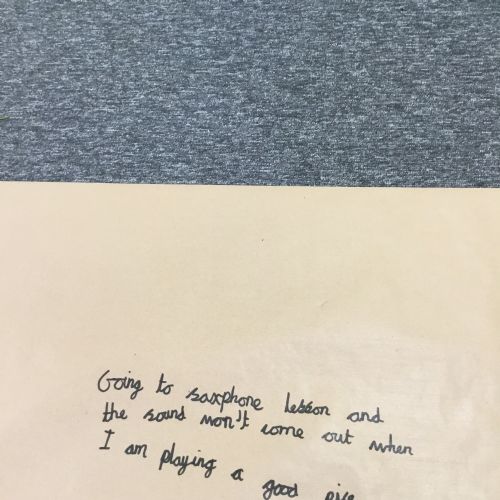 Going to saxphone lesson and
the sound won't come out when
I am playing a
good